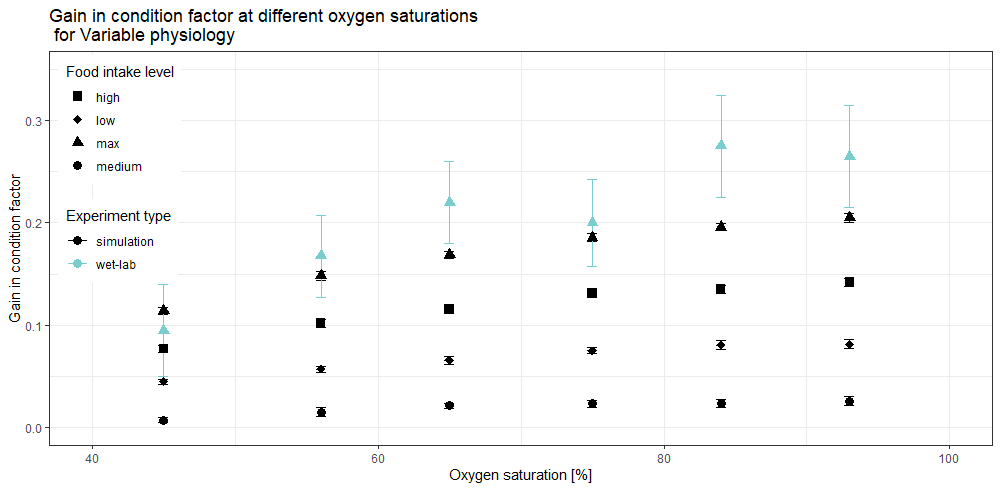 Gain in condition factor at different oxygen saturations
for Variable physiology
Food intake level
high
low
max
medium
Experiment type
simulation
wet-lab
Gain in condition factor
0.3
0.2
0.1
0.0
40
60
80
100
Oxygen saturation [%]